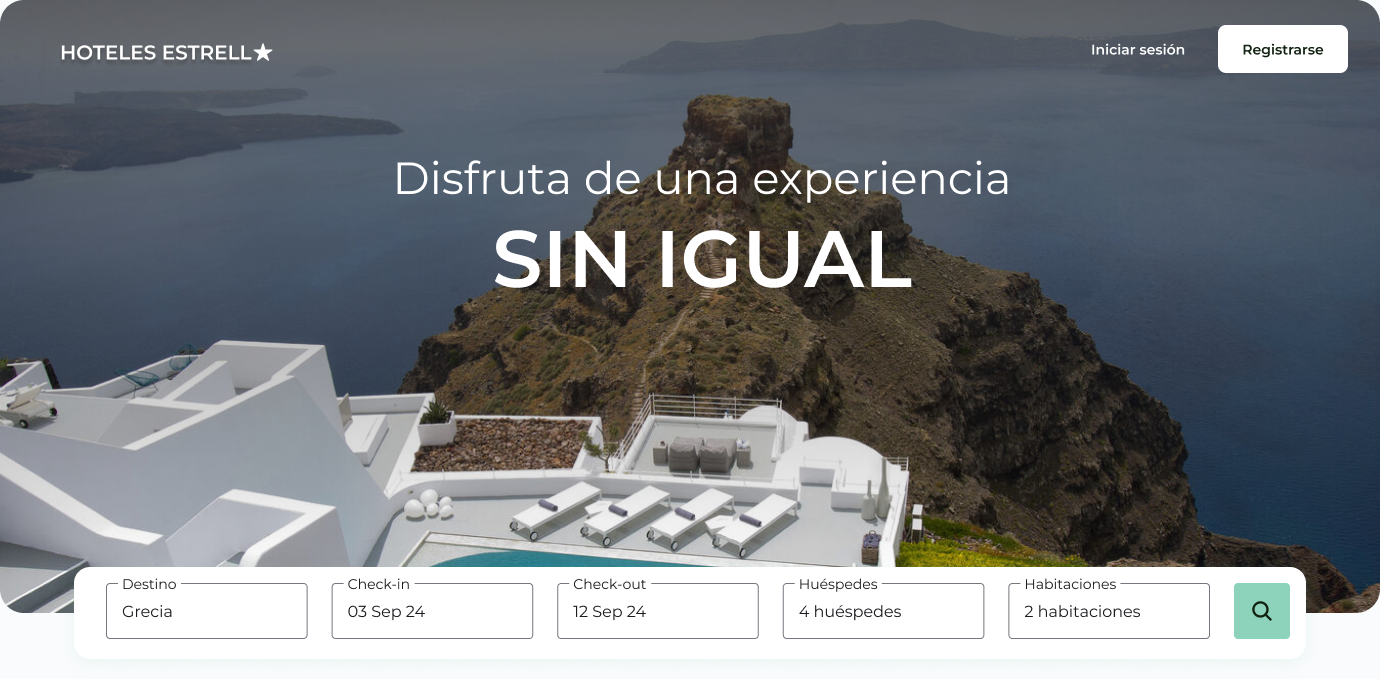 HOTELES ESTRELL★
Iniciar sesión
Registrarse
Disfruta de una experiencia
SIN IGUAL
Destino
Grecia
Check-in
03 Sep 24
Check-out
12 Sep 24
Huéspedes
4 huéspedes
Habitaciones
2 habitaciones